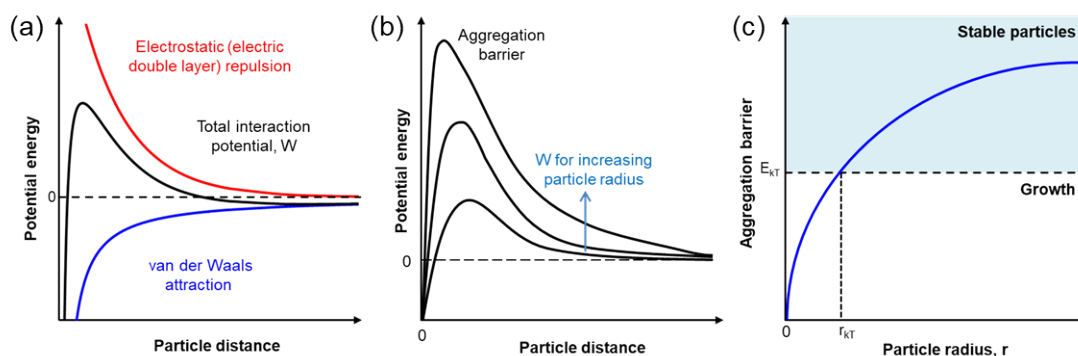 (a)
Potential energy
0
Electrostatic (electric
double layer) repulsion
Total interaction
potential, W
van der Waals
attraction
Particle distance
(b)
Potential energy
0
Aggregation
barrier
W for increasing
particle radius
0
Particle distance
(c)
Aggregation barrier
Stable particles
EkT
Growth
0
rkT
Particle radius, r